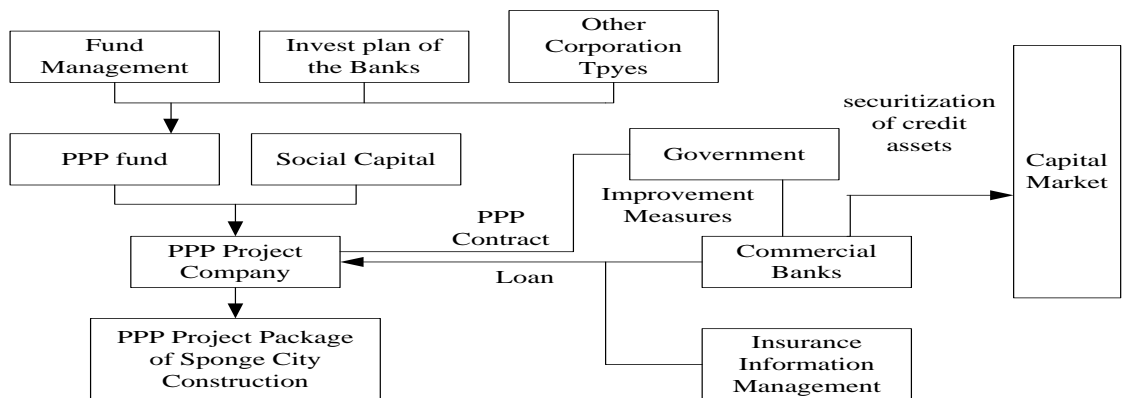 Fund
Management
Invest plan of
the Banks
Other
Corporation
Tpyes
securitization
of credit
assets
Capital
Market
PPP fund
Social Capital
Government
Improvement
Measures
PPP
Contract
PPP Project
Company
Loan
Commercial
Banks
PPP Project Package
of Sponge City
Construction
Insurance
Information
Management